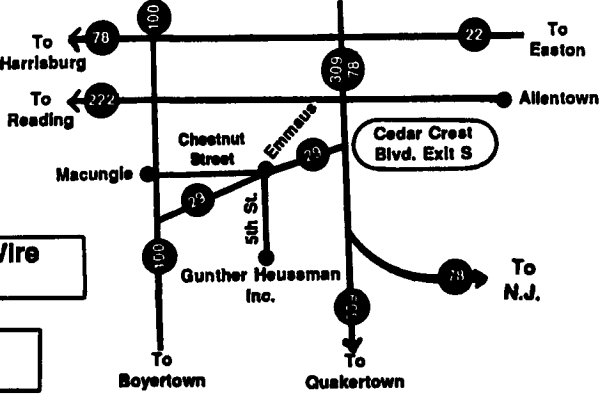 100
To
Harrisburg
78
22
To
Easton
309
78
To
Reading
222
Allentown
Chestnut
Street
Emmaus
29
Cedar Crest
Blvd. Exit S
Macungie
29
5th St.
100
Gunther Heussman
Inc.
78
To
N.J.
To
Boyertown
To
Quakertown